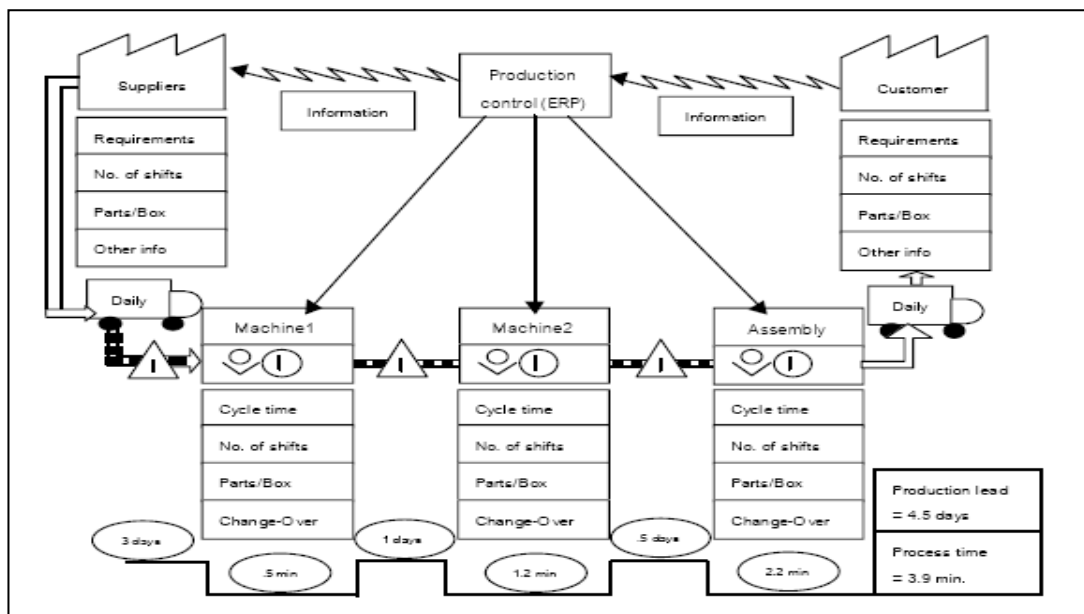 Suppliers
Production
control (ERP)
Customer
Information
Information
Requirements
No. of shifts
Parts/Box
Other info
Requirements
No. of shifts
Parts/Box
Other info
Daily
Daily
Machine1
Machine2
Assembly
I
I
I
I
I
I
Cycle time
No. of shifts
Parts/Box
Change-Over
Cycle time
No. of shifts
Parts/Box
Change-Over
Cycle time
No. of shifts
Parts/Box
Change-Over
3 days
1 days
.5 days
.5 min
1.2 min
2.2 min
Production lead
= 4.5 days
Process time
= 3.9 min.